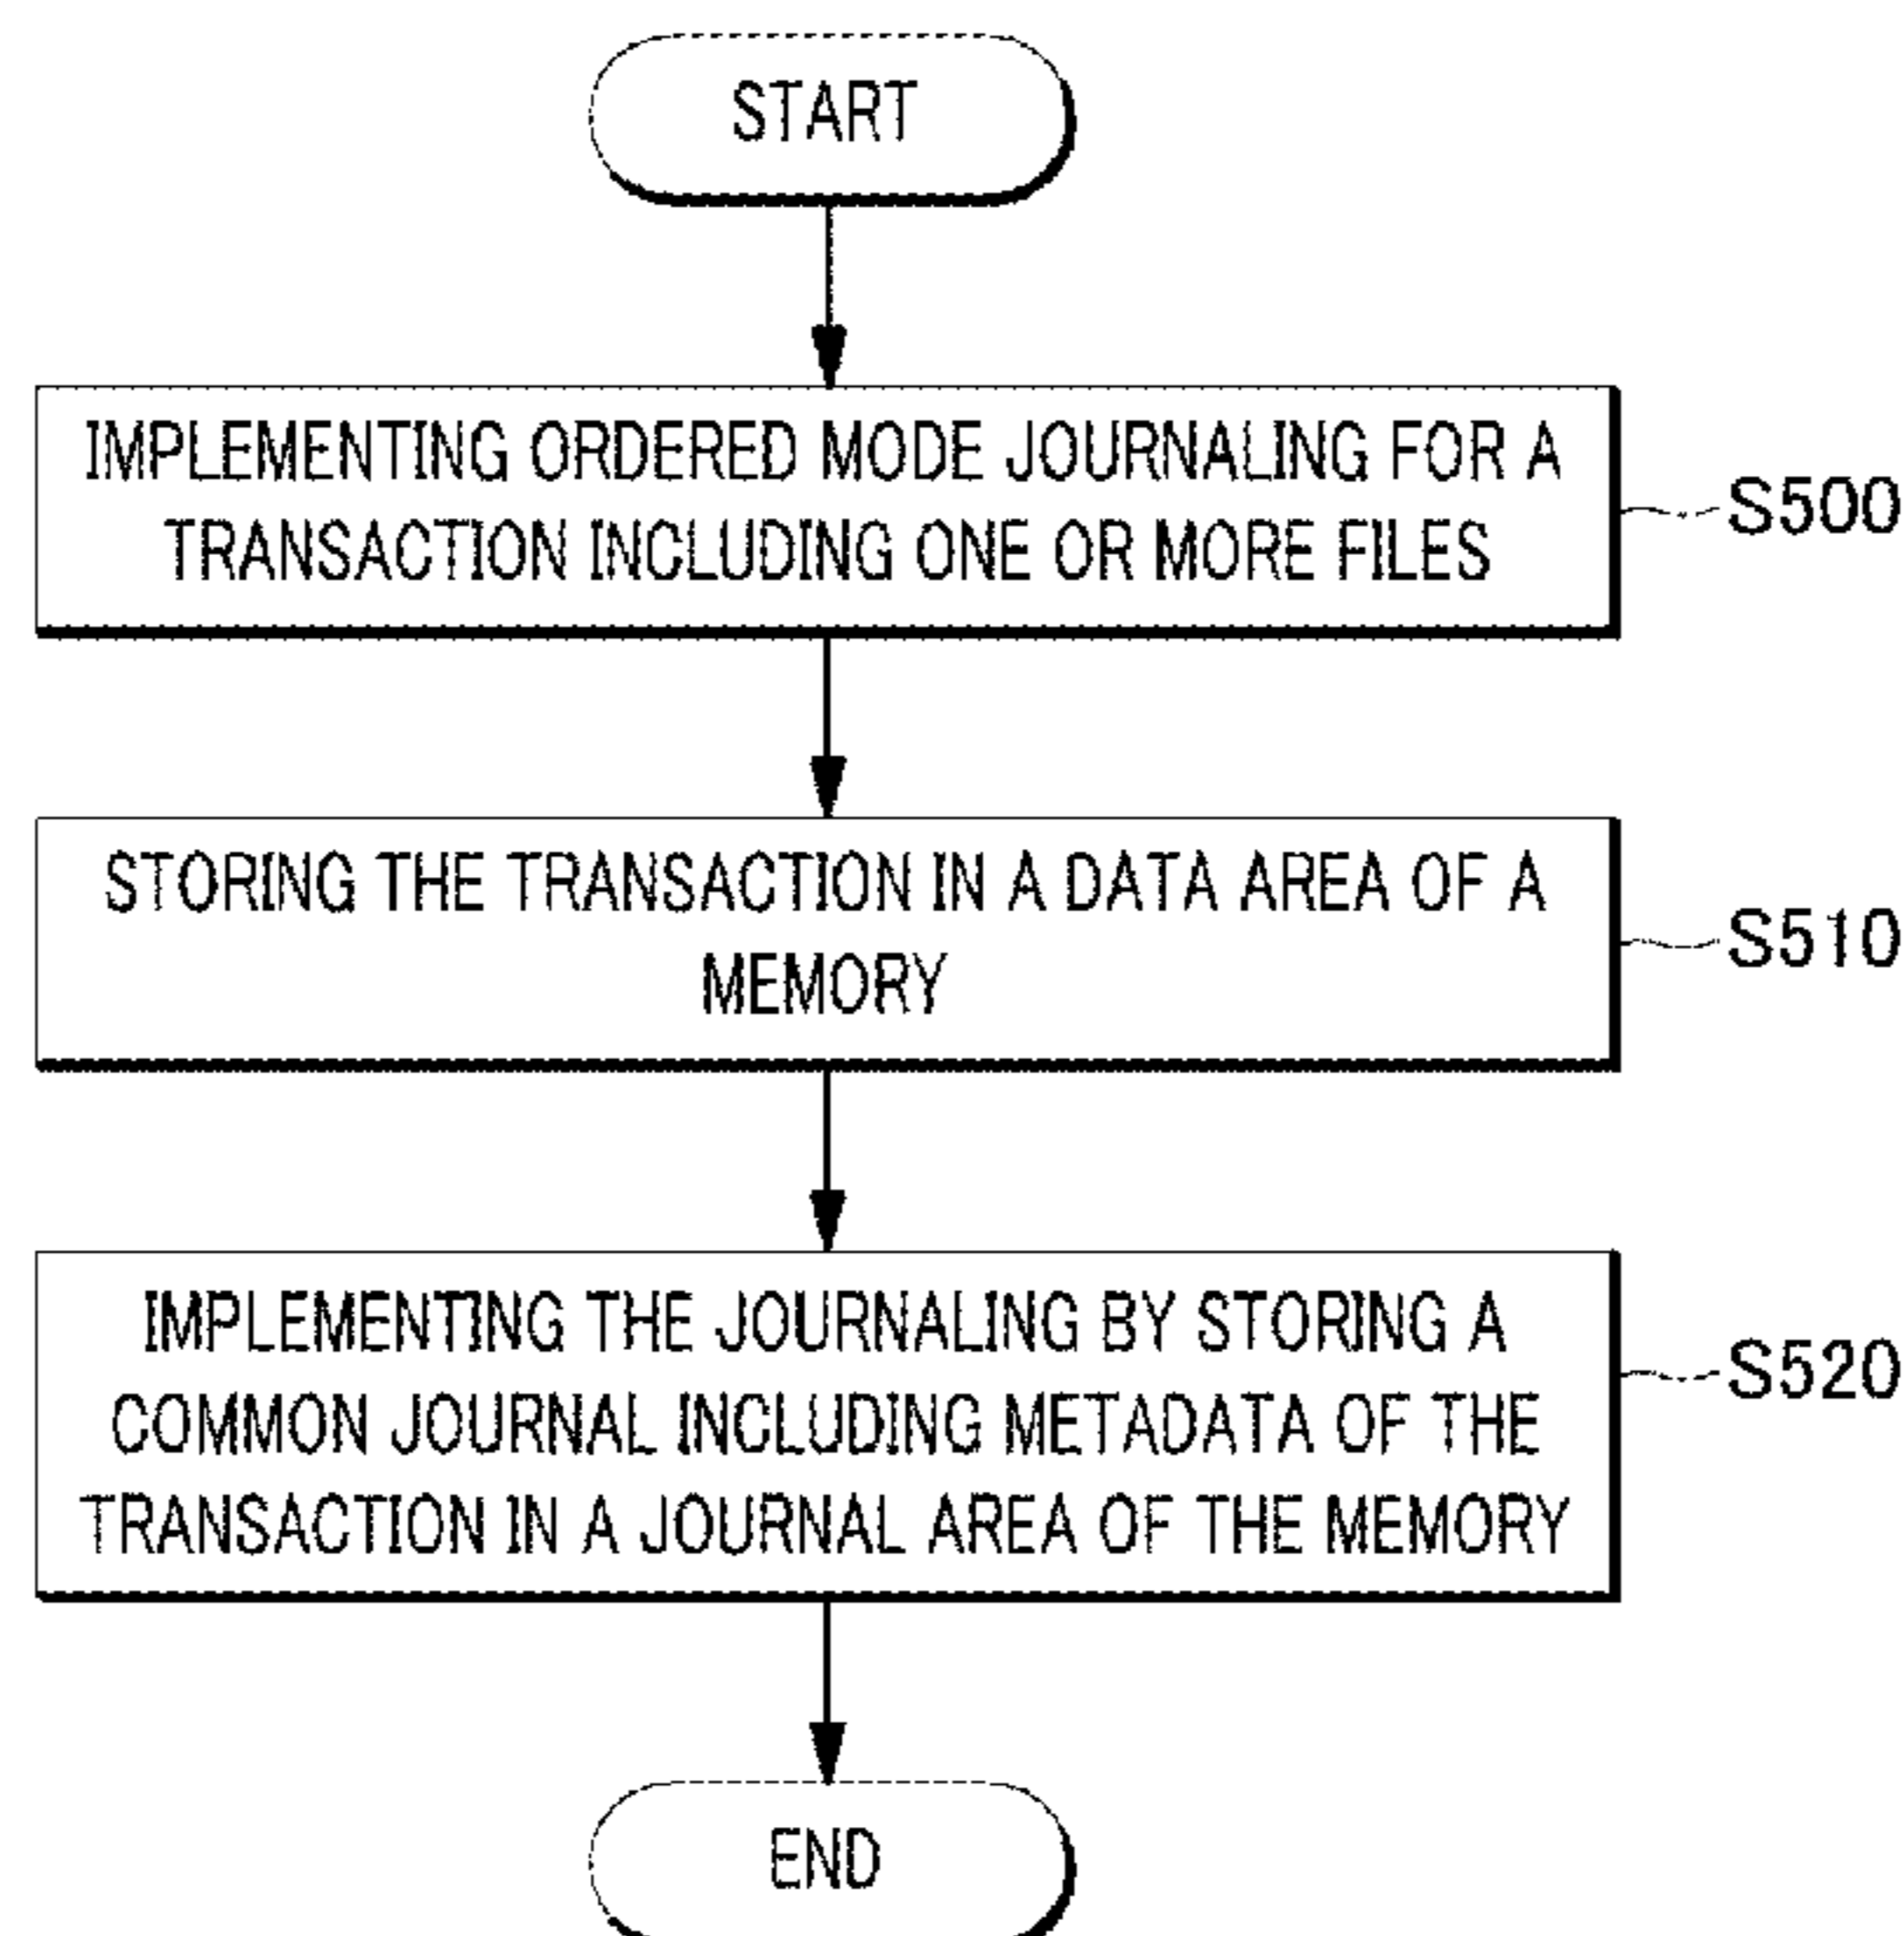 START
IMPLEMENTING ORDERED MODE JOURNALING FOR A
TRANSACTION INCLUDING ONE OR MORE FILES
S500
STORING THE TRANSACTION IN A DATA AREA OF A
MEMORY
S510
IMPLEMENTING THE JOURNALING BY STORING A
COMMON JOURNAL INCLUDING METADATA OF THE
TRANSACTION IN A JOURNAL AREA OF THE MEMORY
S520
END